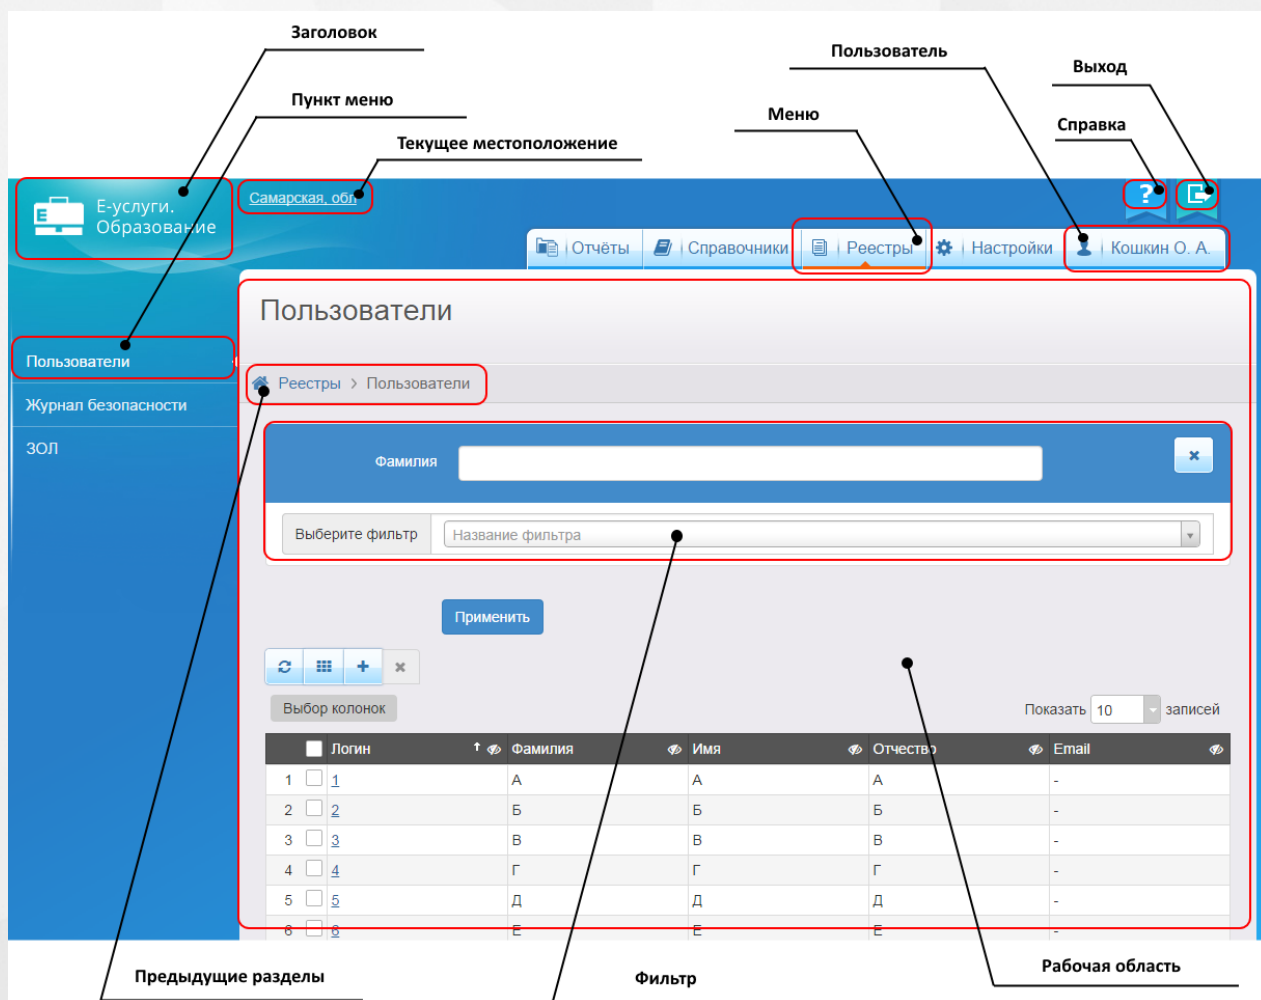 Заголовок
Пользователь
Выход
Пункт меню
Меню
Справка
Текущее местоположение
Е-услуги.
Образование
Самарская, обл
?
Отчёты
Справочники
Реестры
Настройки
Кошкин О. А.
Пользователи
Пользователи
Журнал безопасности
ЗОЛ
Реестры > Пользователи
Фамилия
Выберите фильтр
Название фильтра
Применить
Выбор колонок
Показать 10 записей
Логин Фамилия Имя Отчество Email
1 1 А А А -
2 2 Б Б Б -
3 3 В В В -
4 4 Г Г Г -
5 5 Д Д Д -
6 6 Е Е Е -
Предыдущие разделы
Фильтр
Рабочая область